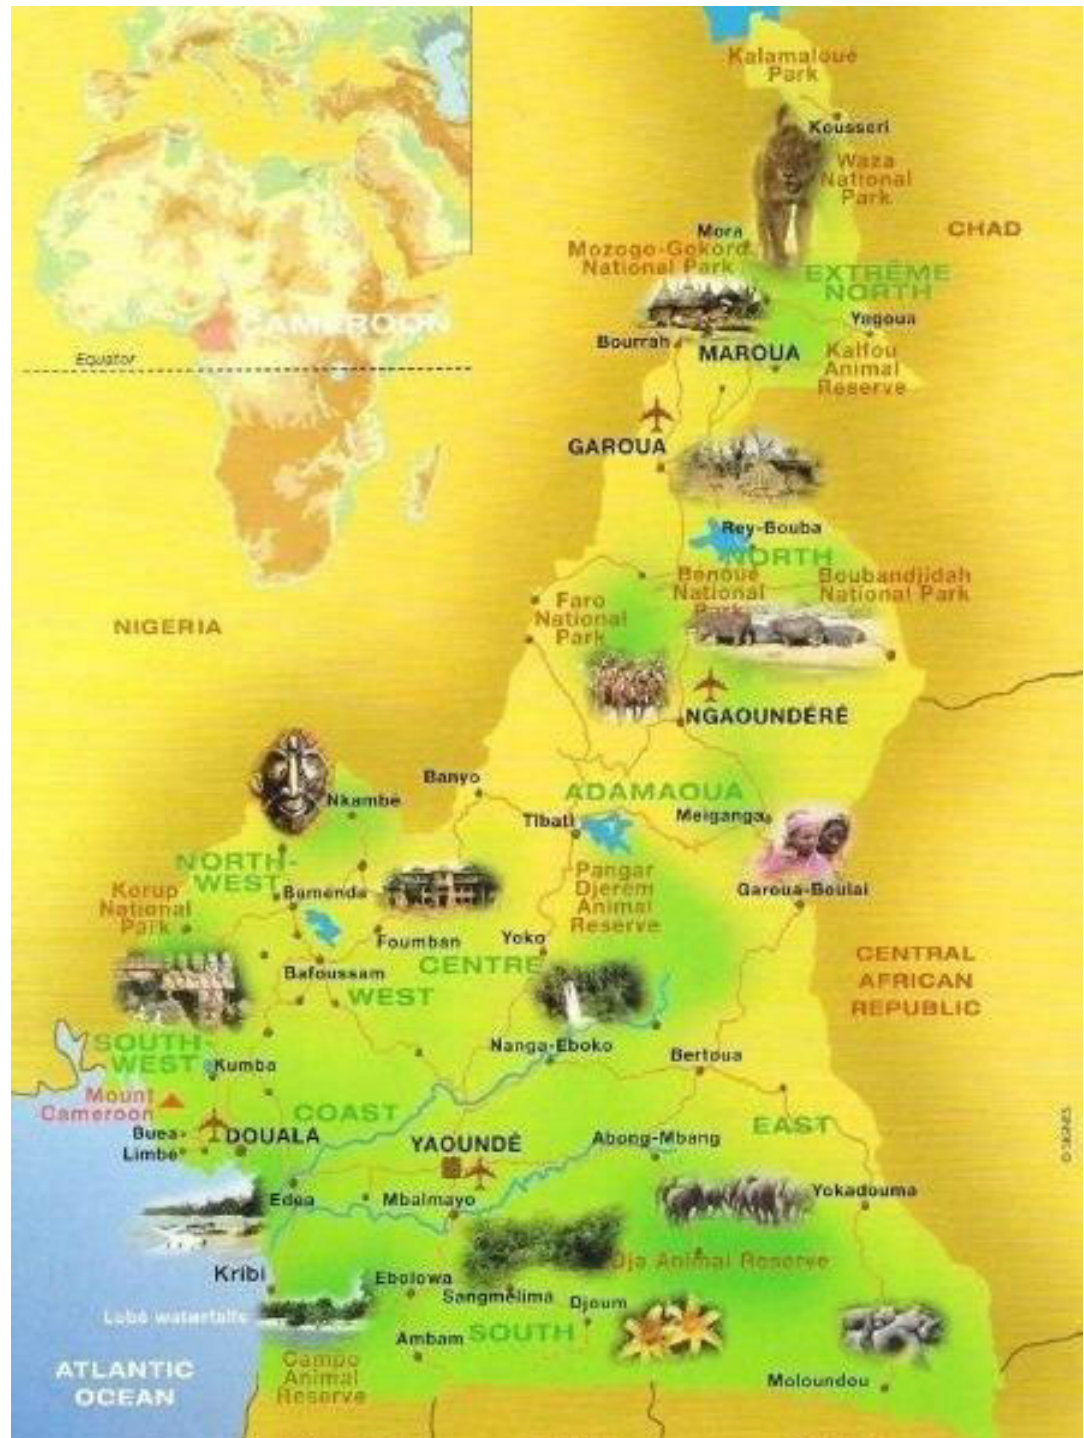 Kalamaloué
Park
Kousseri
Waza
National
Park
CHAD
Mora
Mozogo-Gokord
National Park
EXTRÊME
NORTH
Yagoua
Bourrah
MAROUA
Kalfou
Animal
Reserve
CAMEROON
Equator
GAROUA
Rey-Bouba
NORTH
Benoue
National
Park
Boubandjidah
National Park
Faro
National
Park
NIGERIA
NGAOUNDÉRÉ
Banyo
ADAMAOUA
Nkambe
Tibati
Meiganga
NORTH-
WEST
Pangar
Djerem
Animal
Reserve
Korup
National
Park
Bamenda
Garoua-Boulai
Foumban
Yoko
CENTRE
Bafoussam
WEST
CENTRAL
AFRICAN
REPUBLIC
SOUTH-
WEST
Kumba
Nanga-Eboko
Bertoua
Mount
Cameroon
COAST
EAST
Buea
Limbe
DOUALA
YAOUNDÉ
Abong-Mbang
Edea
Mbalmayo
Yokadouma
Dja Animal Reserve
Kribi
Ebolowa
Sangmelima
Djoum
Lobé waterfalls
Ambam
SOUTH
Campo
Animal
Reserve
ATLANTIC
OCEAN
Moloundou